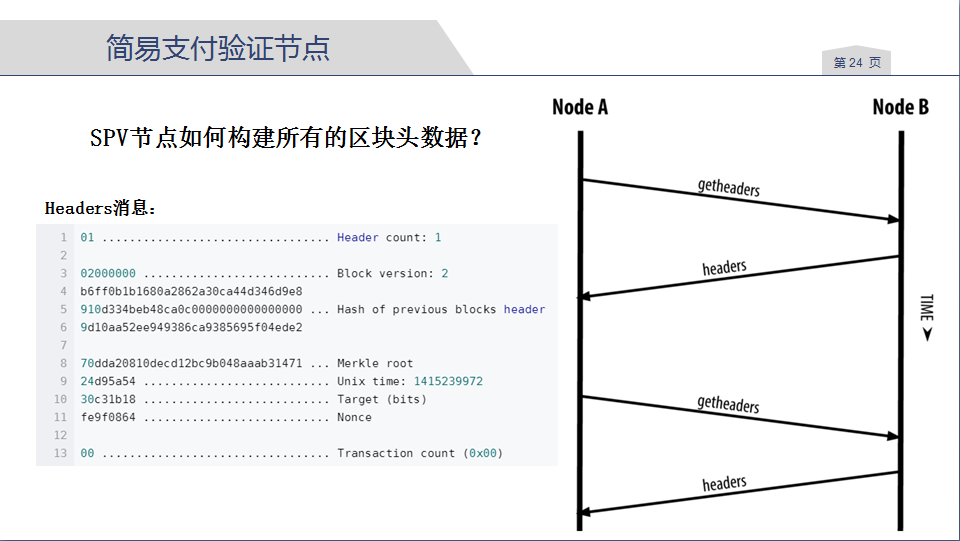 简易支付验证节点
第 24 页
SPV节点如何构建所有的区块头数据?
Headers消息:
1 01 ................................. Header count: 1
2
3 02000000 ........................... Block version: 2
4 b6ff0b1b1680a2862a30ca44d346d9e8
5 910d334beb48ca0c0000000000000000 ... Hash of previous blocks header
6 9d10aa52ee949386ca9385695f04ede2
7
8 70dda20810decd12bc9b048aaab31471 ... Merkle root
9 24d95a54 ........................... Unix time: 1415239972
10 30c31b18 ........................... Target (bits)
11 fe9f0864 ........................... Nonce
12
13 00 ................................. Transaction count (0x00)
Node A
Node B
getheaders
headers
TIME
getheaders
headers